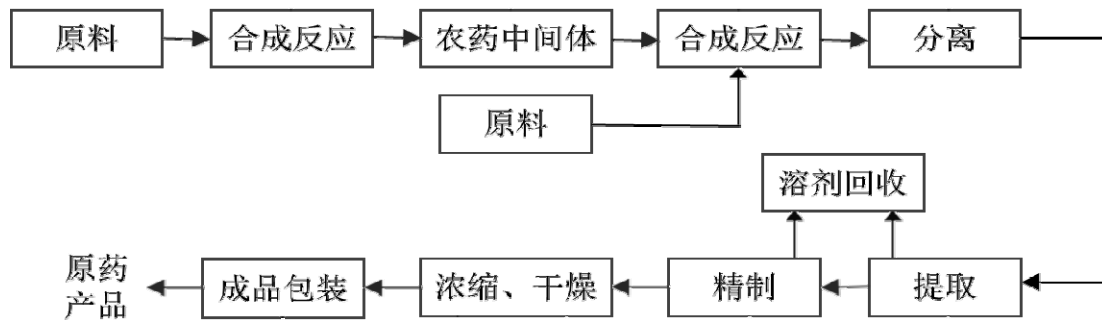 原料
合成反应
农药中间体
合成反应
分离
原料
溶剂回收
提取
精制
浓缩、干燥
成品包装
原药
产品